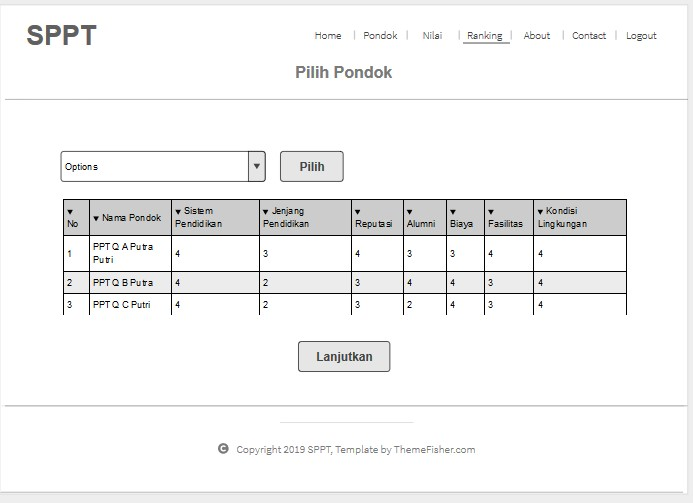 SPPT
Home | Pondok | Nilai | Ranking | About | Contact | Logout
Pilih Pondok
Options ▼ Pilih
▼ No ▼ Nama Pondok ▼ Sistem Pendidikan ▼ Jenjang Pendidikan ▼ Reputasi ▼ Alumni ▼ Biaya ▼ Fasilitas ▼ Kondisi Lingkungan
1 PPTQ A Putra Putri 4 3 4 3 3 4 4
2 PPTQ B Putra 4 2 3 4 4 3 4
3 PPTQ C Putri 4 2 3 2 4 3 4
Lanjutkan
© Copyright 2019 SPPT, Template by ThemeFisher.com